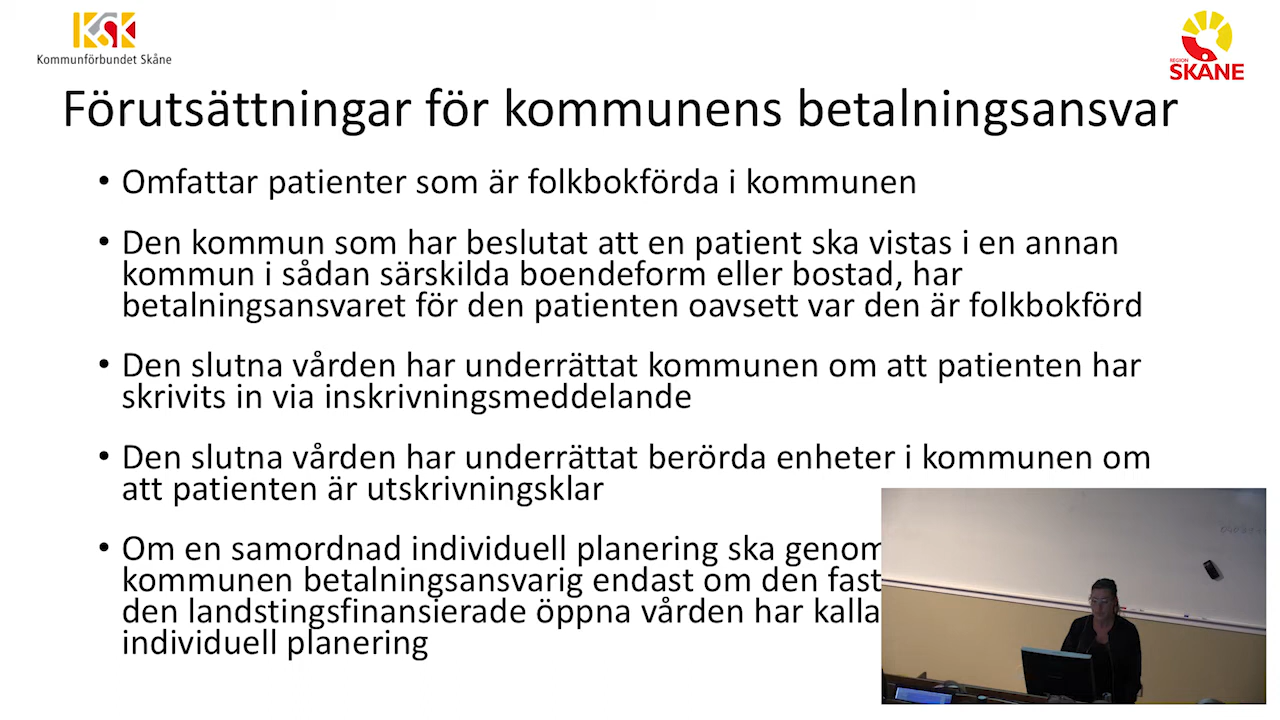 KSK
Kommunförbundet Skåne
REGION
SKÅNE
Förutsättningar för kommunens betalningsansvar
• Omfattar patienter som är folkbokförda i kommunen
• Den kommun som har beslutat att en patient ska vistas i en annan
kommun i sådan särskilda boendeform eller bostad, har
betalningsansvaret för den patienten oavsett var den är folkbokförd
• Den slutna vården har underrättat kommunen om att patienten har
skrivits in via inskrivningsmeddelande
• Den slutna vården har underrättat berörda enheter i kommunen om
att patienten är utskrivningsklar
• Om en samordnad individuell planering ska genom
kommunen betalningsansvarig endast om den fast
den landstingsfinansierade öppna vården har kalla
individuell planering